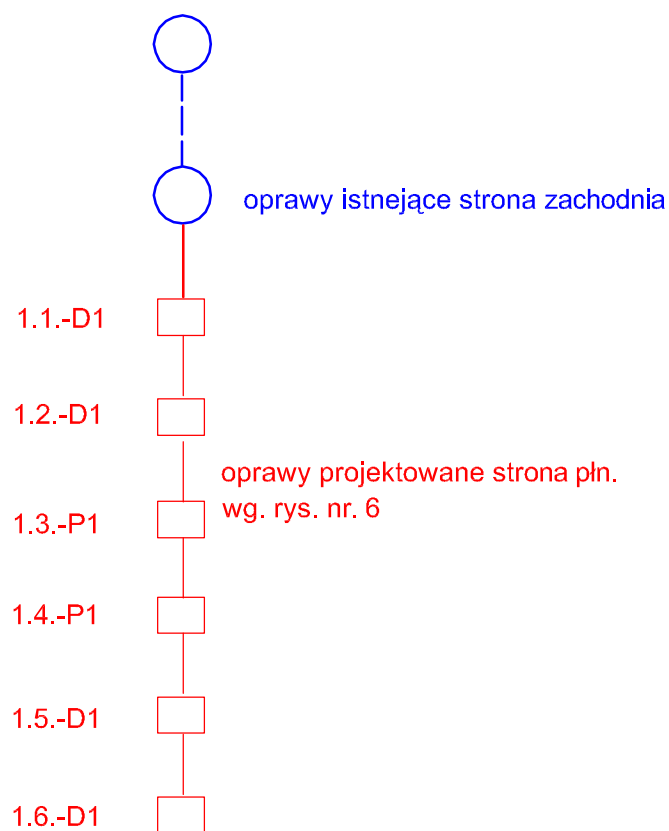 oprawy istnejące strona zachodnia
1.1.-D1
1.2.-D1
oprawy projektowane strona płn.
wg. rys. nr. 6
1.3.-P1
1.4.-P1
1.5.-D1
1.6.-D1